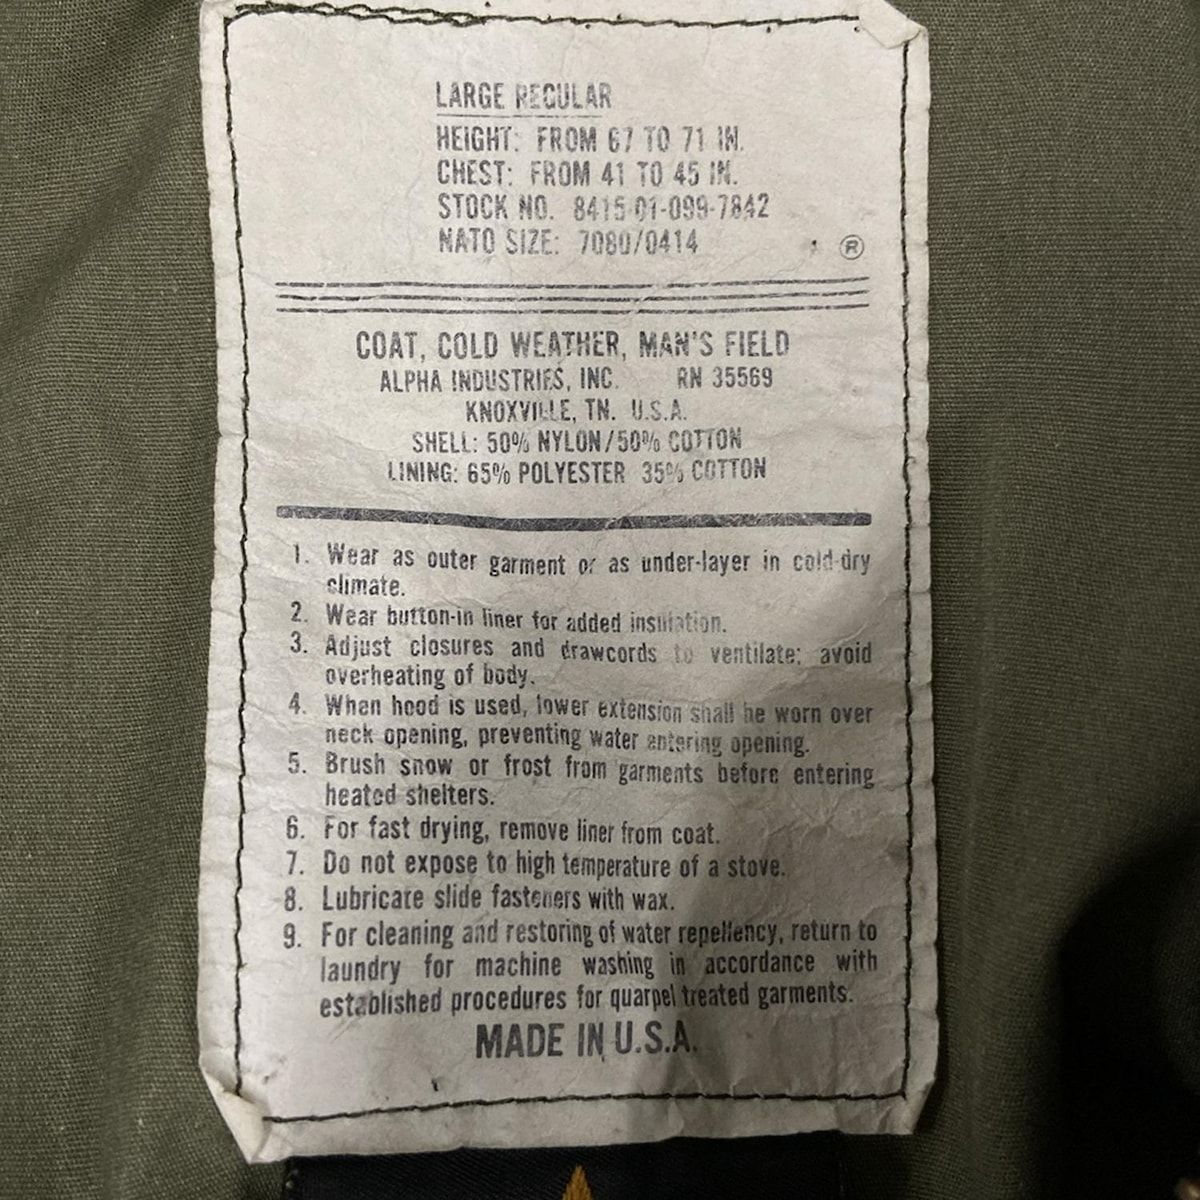 LARGE REGULAR
HEIGHT: FROM 67 TO 71 IN.
CHEST: FROM 41 TO 45 IN.
STOCK NO. 8415-01-099-7842
NATO SIZE: 7080/0414
®
COAT, COLD WEATHER, MAN'S FIELD
ALPHA INDUSTRIES, INC. RN 35569
KNOXVILLE, TN. U.S.A.
SHELL: 50% NYLON/50% COTTON
LINING: 65% POLYESTER 35% COTTON
1. Wear as outer garment or as under-layer in cold-dry
climate.
2. Wear button-in liner for added insulation.
3. Adjust closures and drawcords to ventilate; avoid
overheating of body.
4. When hood is used, lower extension shall be worn over
neck opening, preventing water entering opening.
5. Brush snow or frost from garments before entering
heated shelters.
6. For fast drying, remove liner from coat.
7. Do not expose to high temperature of a stove.
8. Lubricate slide fasteners with wax.
9. For cleaning and restoring of water repellency, return to
laundry for machine washing in accordance with
established procedures for quarpel treated garments.
MADE IN U.S.A.